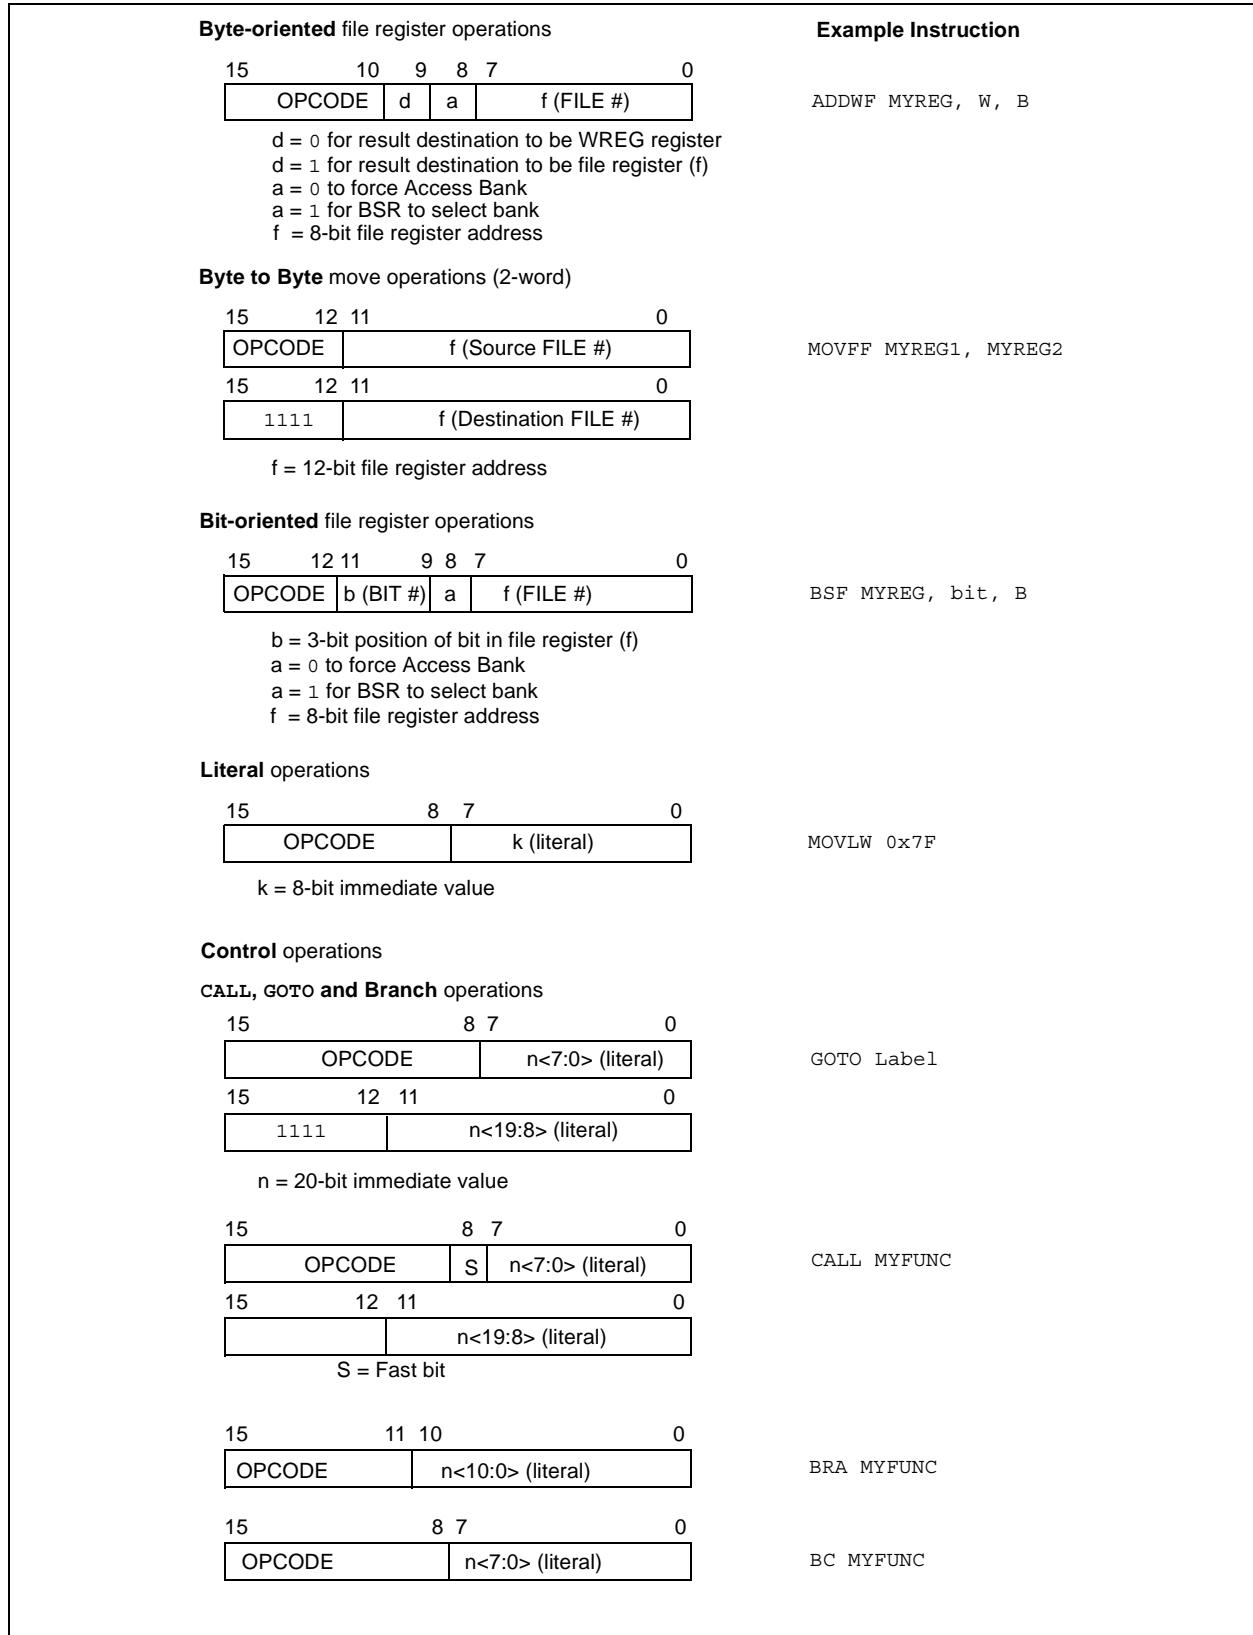 Byte-oriented file register operations Example Instruction
15 10 9 8 7 0
OPCODE d a f (FILE #) ADDWF MYREG, W, B
d = 0 for result destination to be WREG register
d = 1 for result destination to be file register (f)
a = 0 to force Access Bank
a = 1 for BSR to select bank
f = 8-bit file register address
Byte to Byte move operations (2-word)
15 12 11 0
OPCODE f (Source FILE #) MOVFF MYREG1, MYREG2
15 12 11 0
1111 f (Destination FILE #)
f = 12-bit file register address
Bit-oriented file register operations
15 12 11 9 8 7 0
OPCODE b (BIT #) a f (FILE #) BSF MYREG, bit, B
b = 3-bit position of bit in file register (f)
a = 0 to force Access Bank
a = 1 for BSR to select bank
f = 8-bit file register address
Literal operations
15 8 7 0
OPCODE k (literal) MOVLW 0x7F
k = 8-bit immediate value
Control operations
CALL, GOTO and Branch operations
15 8 7 0
OPCODE n<7:0> (literal) GOTO Label
15 12 11 0
1111 n<19:8> (literal)
n = 20-bit immediate value
15 8 7 0
OPCODE S n<7:0> (literal) CALL MYFUNC
15 12 11 0
n<19:8> (literal)
S = Fast bit
15 11 10 0
OPCODE n<10:0> (literal) BRA MYFUNC
15 8 7 0
OPCODE n<7:0> (literal) BC MYFUNC